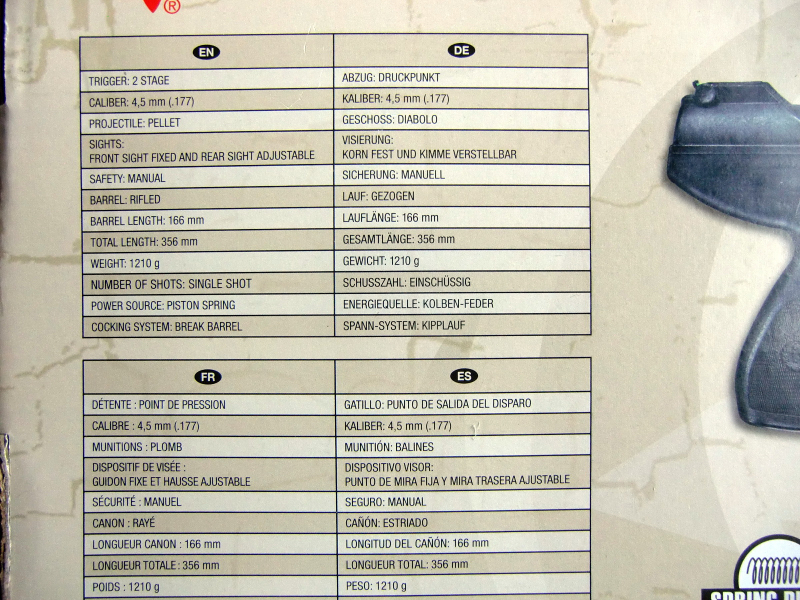 ®
EN
TRIGGER: 2 STAGE
CALIBER: 4,5 mm (.177)
PROJECTILE: PELLET
SIGHTS:
FRONT SIGHT FIXED AND REAR SIGHT ADJUSTABLE
SAFETY: MANUAL
BARREL: RIFLED
BARREL LENGTH: 166 mm
TOTAL LENGTH: 356 mm
WEIGHT: 1210 g
NUMBER OF SHOTS: SINGLE SHOT
POWER SOURCE: PISTON SPRING
COCKING SYSTEM: BREAK BARREL
DE
ABZUG: DRUCKPUNKT
KALIBER: 4,5 mm (.177)
GESCHOSS: DIABOLO
VISIERUNG:
KORN FEST UND KIMME VERSTELLBAR
SICHERUNG: MANUELL
LAUF: GEZOGEN
LAUFLÄNGE: 166 mm
GESAMTLÄNGE: 356 mm
GEWICHT: 1210 g
SCHUSSZAHL: EINSCHÜSSIG
ENERGIEQUELLE: KOLBEN-FEDER
SPANN-SYSTEM: KIPPLAUF
FR
DÉTENTE : POINT DE PRESSION
CALIBRE : 4,5 mm (.177)
MUNITIONS : PLOMB
DISPOSITIF DE VISÉE :
GUIDON FIXE ET HAUSSE AJUSTABLE
SÉCURITÉ : MANUEL
CANON : RAYÉ
LONGUEUR CANON : 166 mm
LONGUEUR TOTALE : 356 mm
POIDS : 1210 g
ES
GATILLO: PUNTO DE SALIDA DEL DISPARO
KALIBER: 4,5 mm (.177)
MUNITIÓN: BALINES
DISPOSITIVO VISOR:
PUNTO DE MIRA FIJA Y MIRA TRASERA AJUSTABLE
SEGURO: MANUAL
CAÑÓN: ESTRIADO
LONGITUD DEL CAÑÓN: 166 mm
LONGUEUR TOTAL: 356 mm
PESO: 1210 g
SPRING